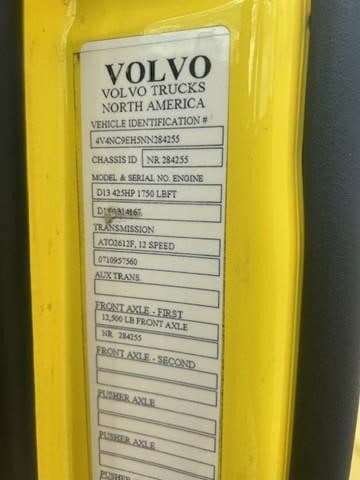 VOLVO
VOLVO TRUCKS
NORTH AMERICA
VEHICLE IDENTIFICATION #
4V4NC9EH5NN284255
CHASSIS ID NR 284255
MODEL & SERIAL NO. ENGINE
D13 425HP 1750 LBFT
TRANSMISSION
ATO2612F, 12 SPEED
0710957560
AUX TRANS.
FRONT AXLE - FIRST
12,500 LB FRONT AXLE
NR 284255
FRONT AXLE - SECOND
PUSHER AXLE
PUSHER AXLE